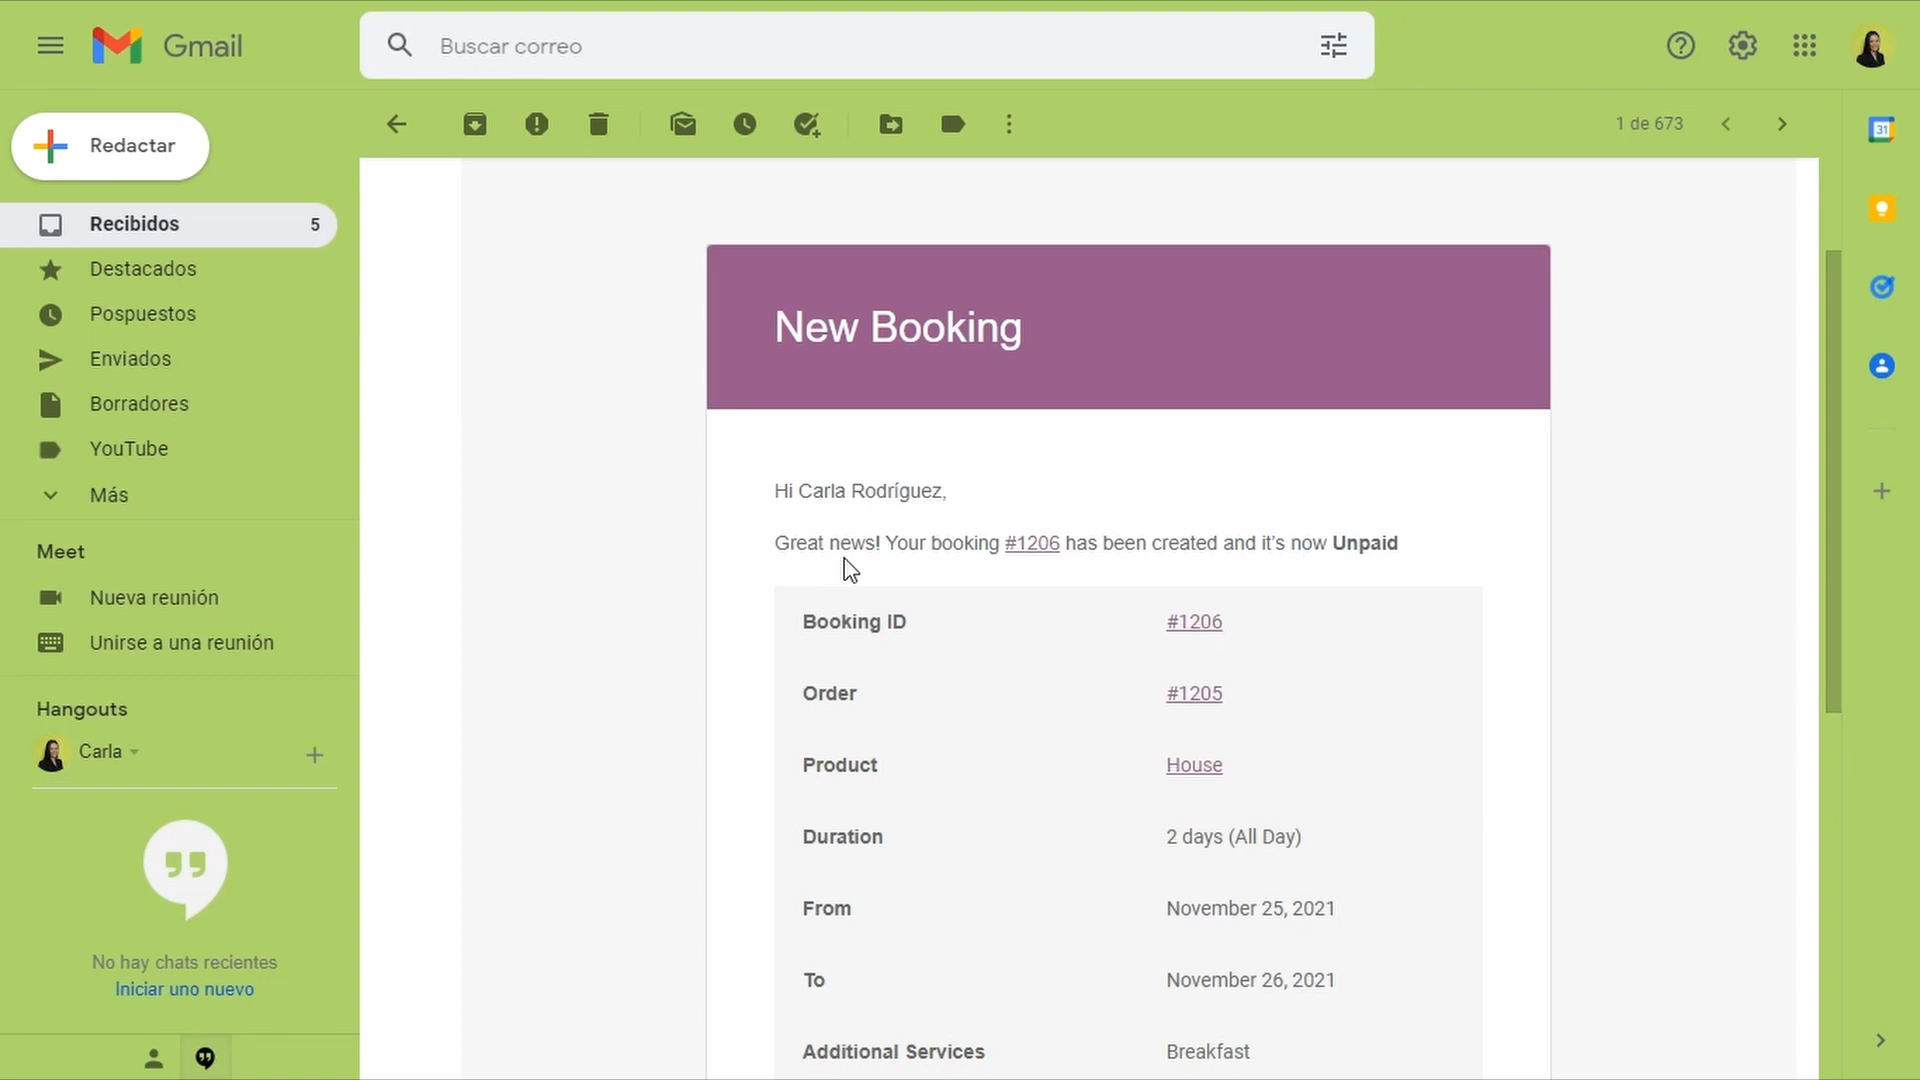 Gmail
Buscar correo
Redactar
1 de 673
31
Recibidos 5
Destacados
Pospuestos
Enviados
Borradores
YouTube
Más
Meet
Nueva reunión
Unirse a una reunión
Hangouts
Carla
No hay chats recientes
Iniciar uno nuevo
New Booking
Hi Carla Rodríguez,
Great news! Your booking #1206 has been created and it's now Unpaid
Booking ID #1206
Order #1205
Product House
Duration 2 days (All Day)
From November 25, 2021
To November 26, 2021
Additional Services Breakfast